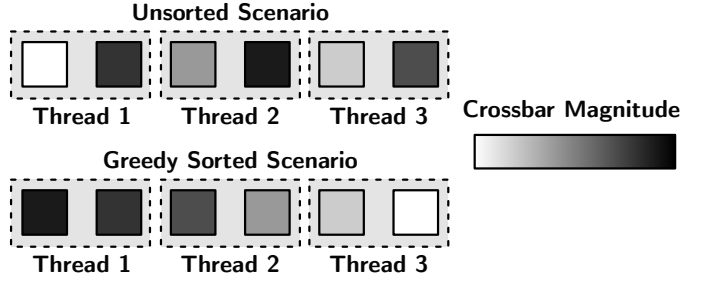 Unsorted Scenario
Thread 1 Thread 2 Thread 3
Crossbar Magnitude
Greedy Sorted Scenario
Thread 1 Thread 2 Thread 3